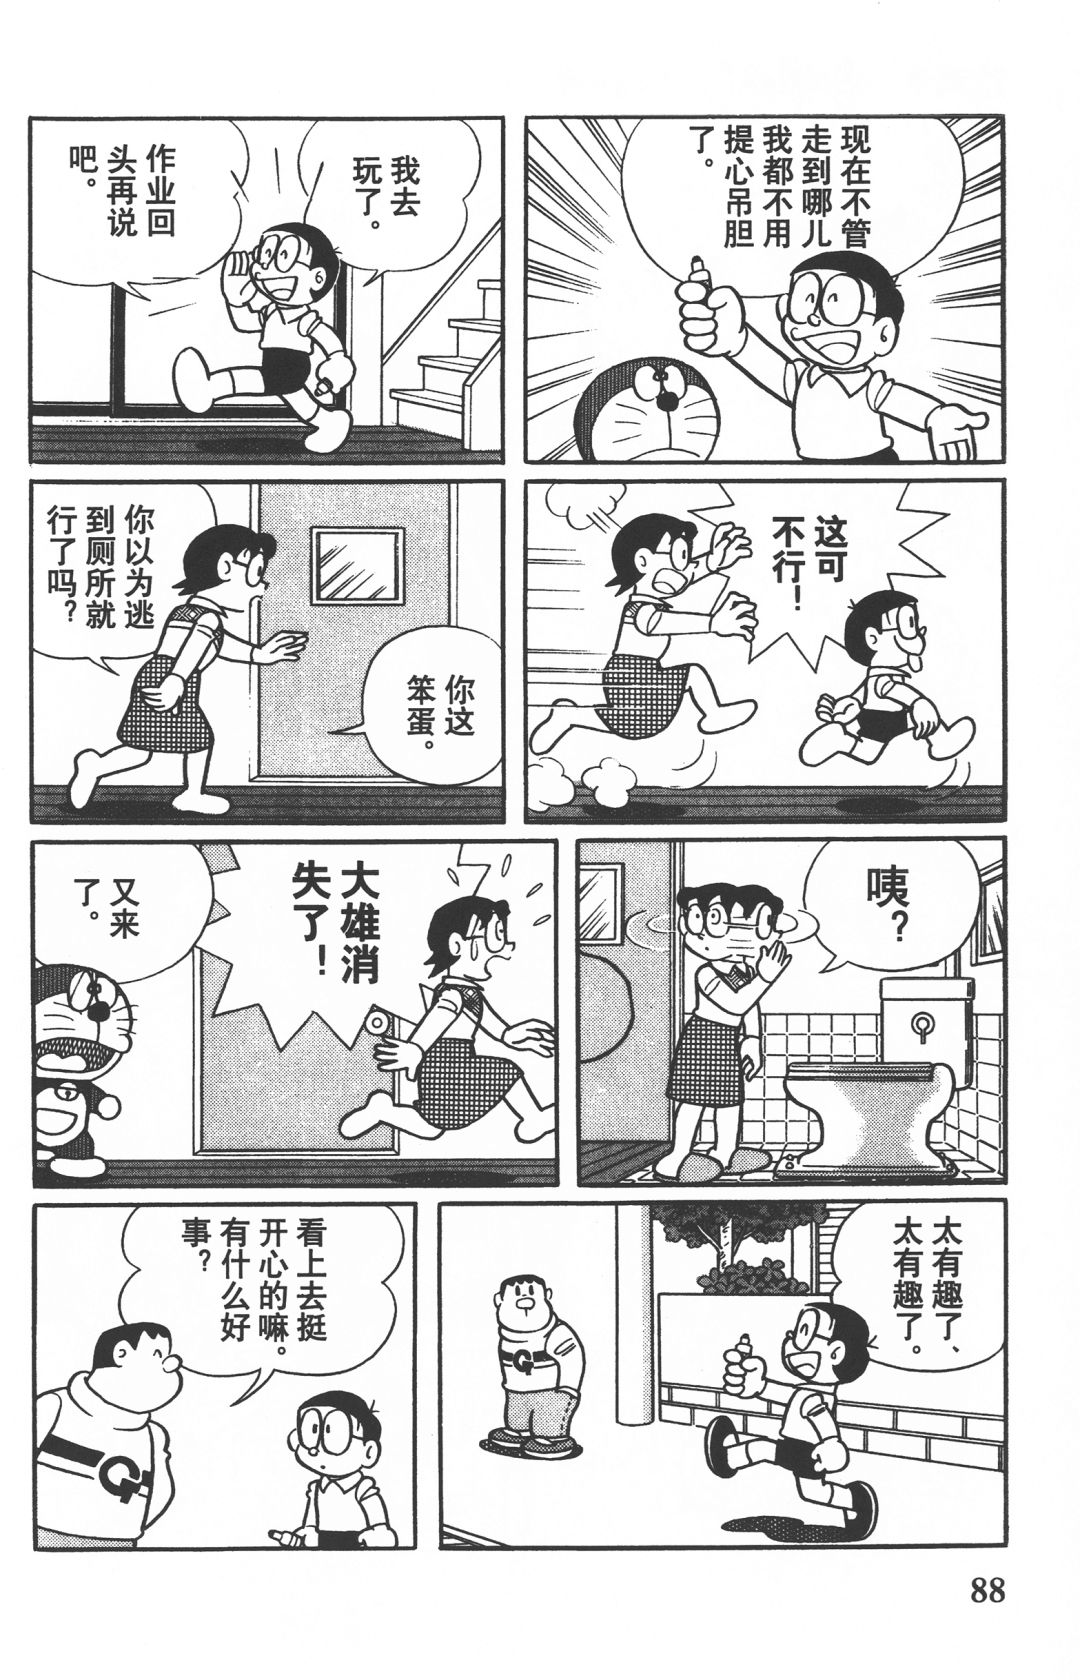 现在不管
走到哪儿
我都不用
提心吊胆
了。
我去
玩了。
作业回
头再说
吧。
这可
不行！
你以为逃
到厕所就
行了吗？
你这
笨蛋。
咦？
大雄消
失了！
又来
了。
太有趣了、
太有趣了。
看上去挺
开心的嘛。
有什么好
事？
88